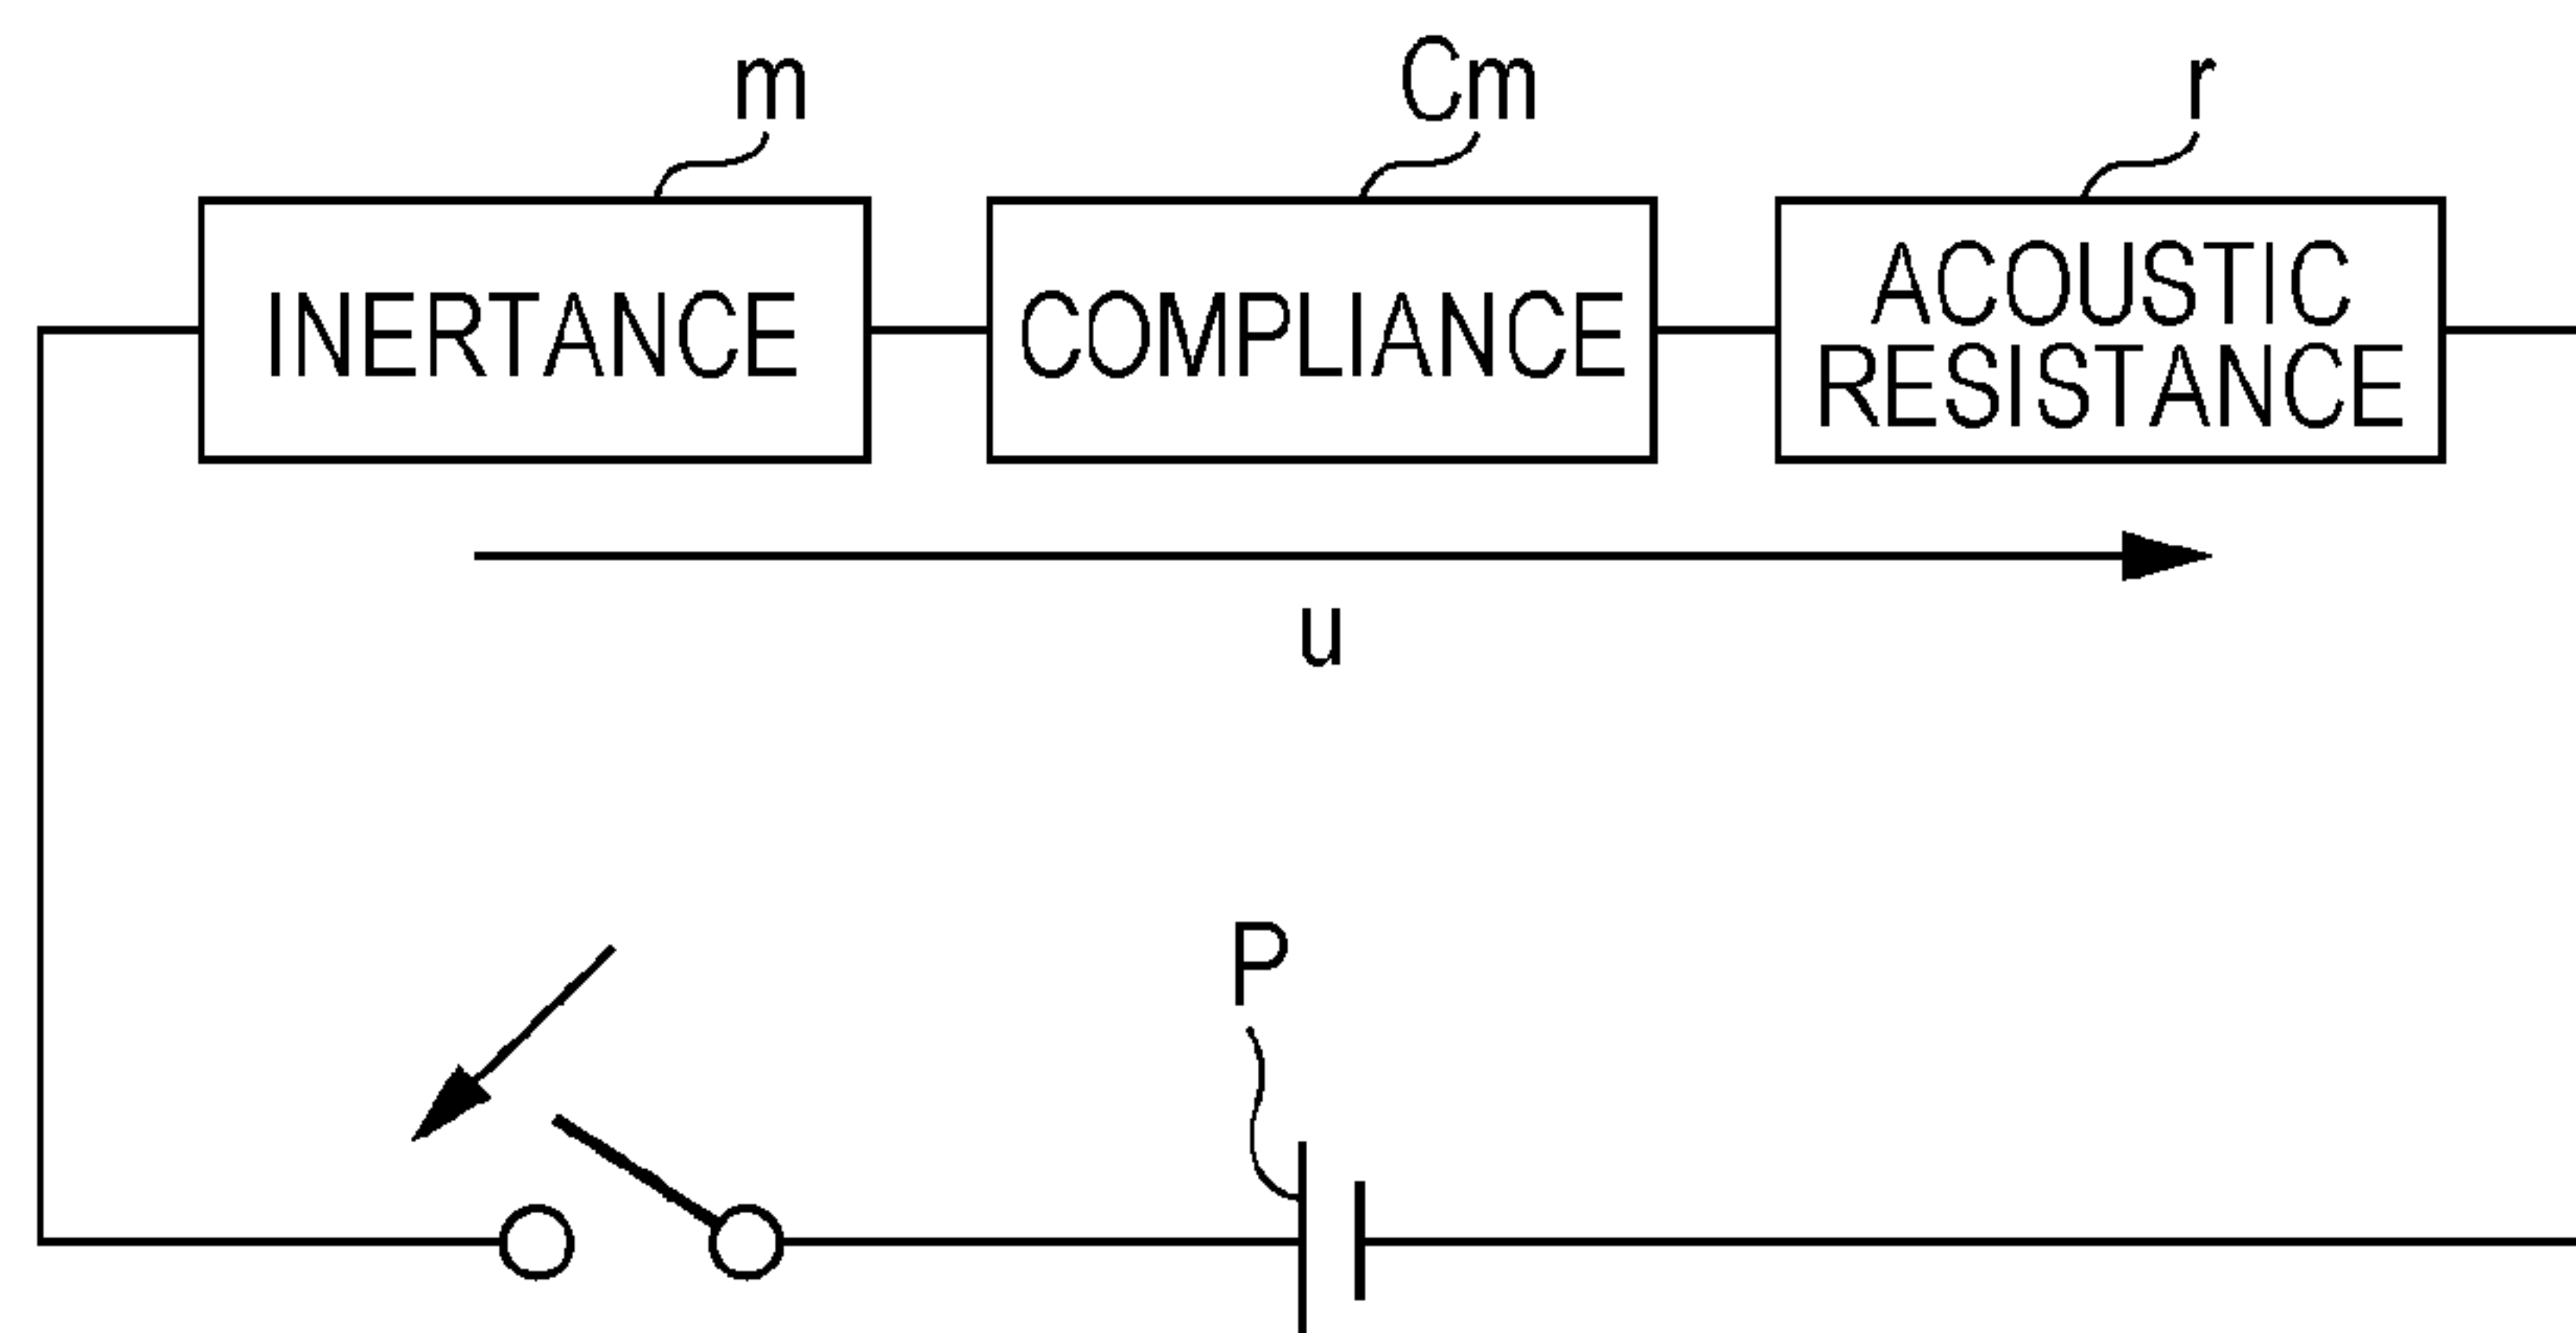 m
Cm
r
INERTANCE
COMPLIANCE
ACOUSTIC
RESISTANCE
u
P